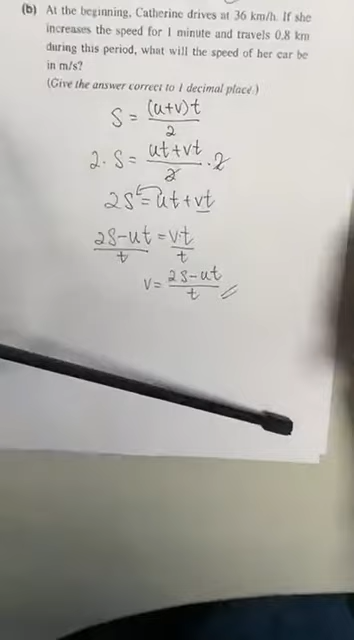 (b) At the beginning, Catherine drives at 36 km/h. If she
increases the speed for 1 minute and travels 0.8 km
during this period, what will the speed of her car be
in m/s?
(Give the answer correct to 1 decimal place.)
S = (u+v)t / 2
2. S = ut+vt / 2 . 2
2S = ut + vt
2S-ut / t = v.t / t
v = 2S-ut / t